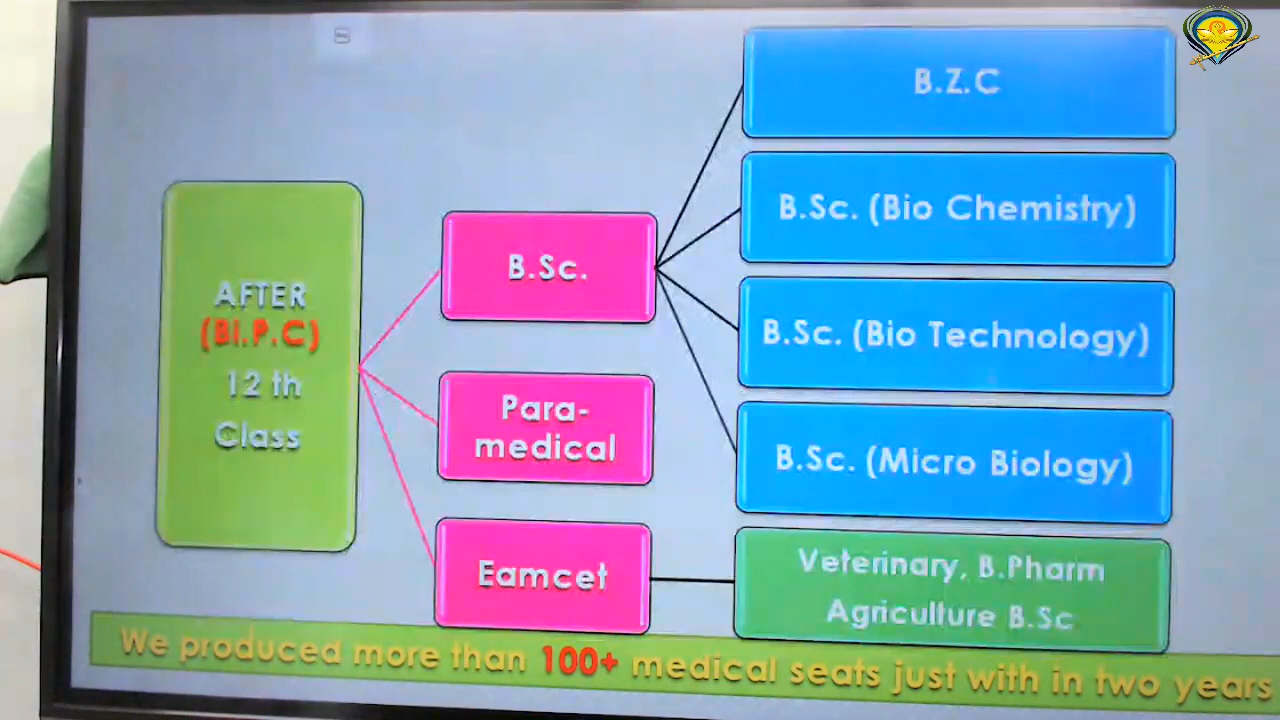 AFTER
(BI.P.C)
12 th
Class
B.Sc.
Para-
medical
Eamcet
B.Z.C
B.Sc. (Bio Chemistry)
B.Sc. (Bio Technology)
B.Sc. (Micro Biology)
Veterinary, B.Pharm
Agriculture B.Sc
We produced more than 100+ medical seats just with in two years